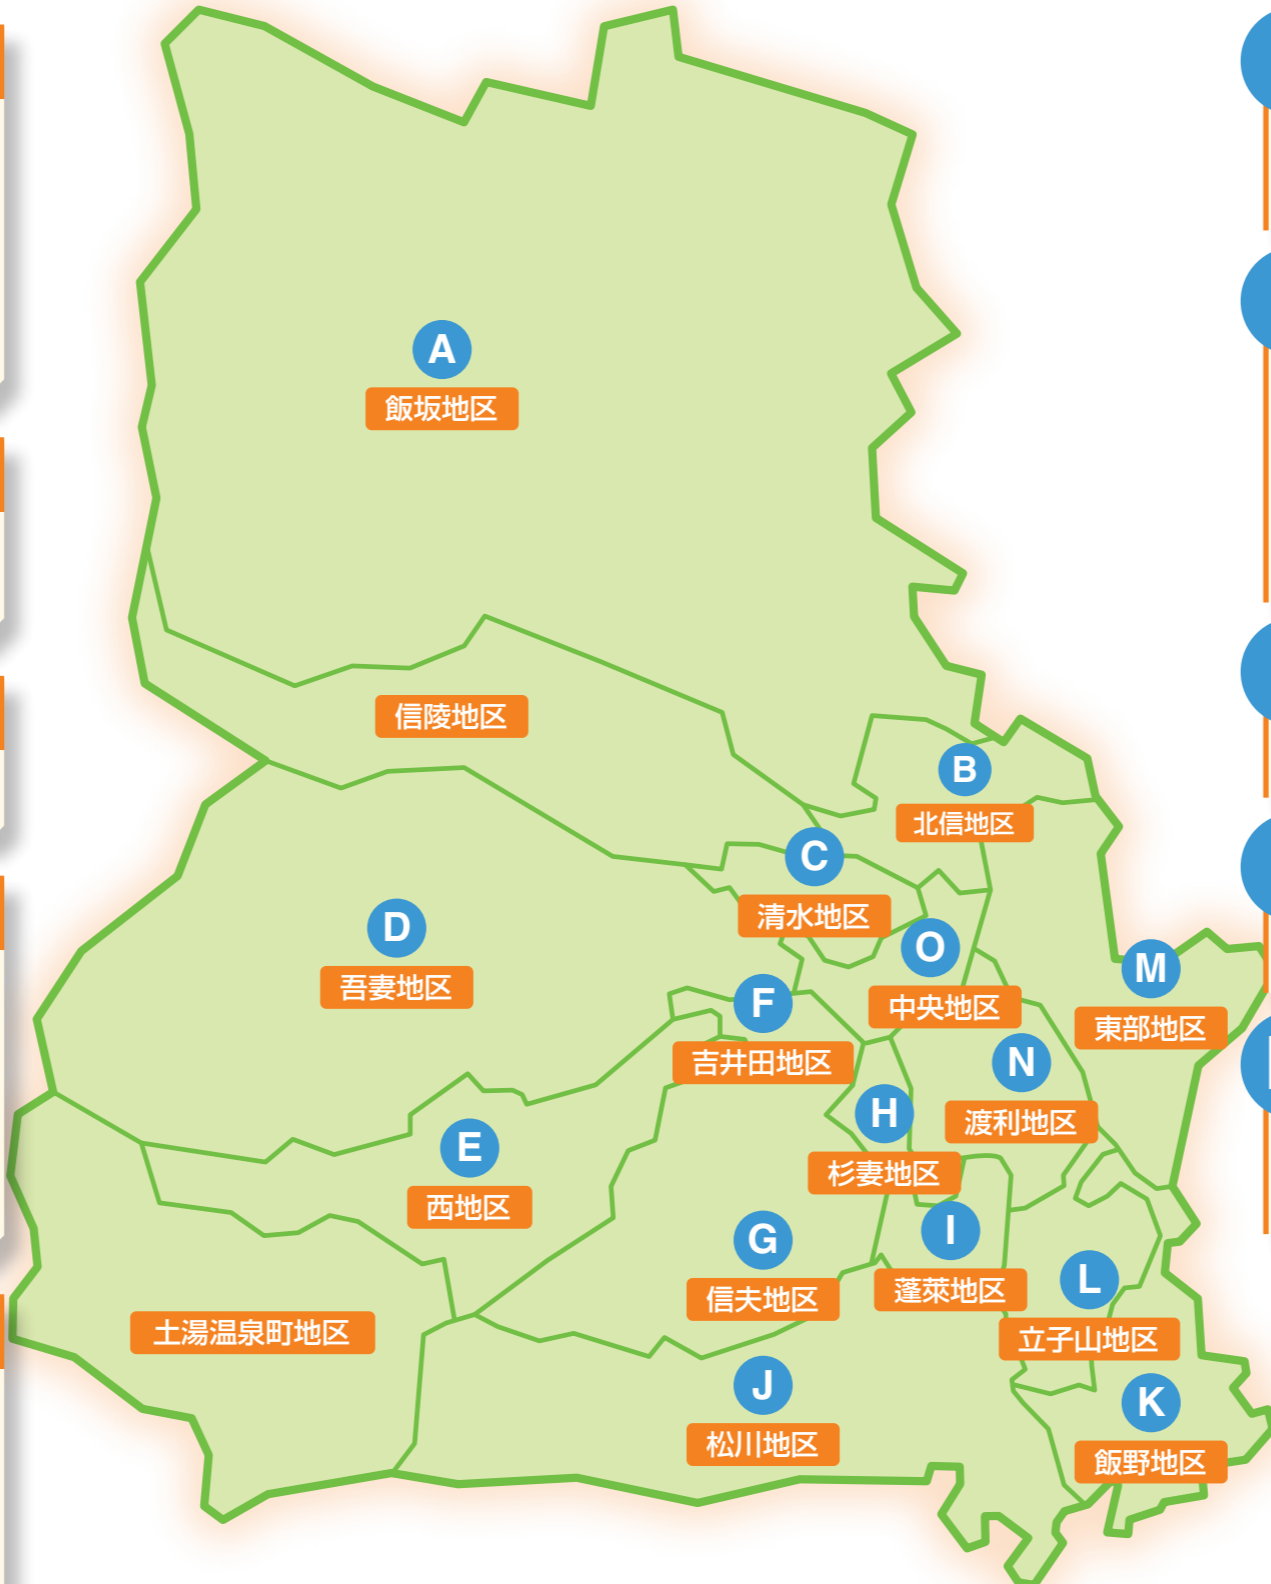 A
飯坂地区
信陵地区
B
北信地区
C
清水地区
D
吾妻地区
O
中央地区
M
東部地区
F
吉井田地区
N
渡利地区
H
杉妻地区
E
西地区
G
信夫地区
I
蓬萊地区
L
立子山地区
土湯温泉町地区
J
松川地区
K
飯野地区